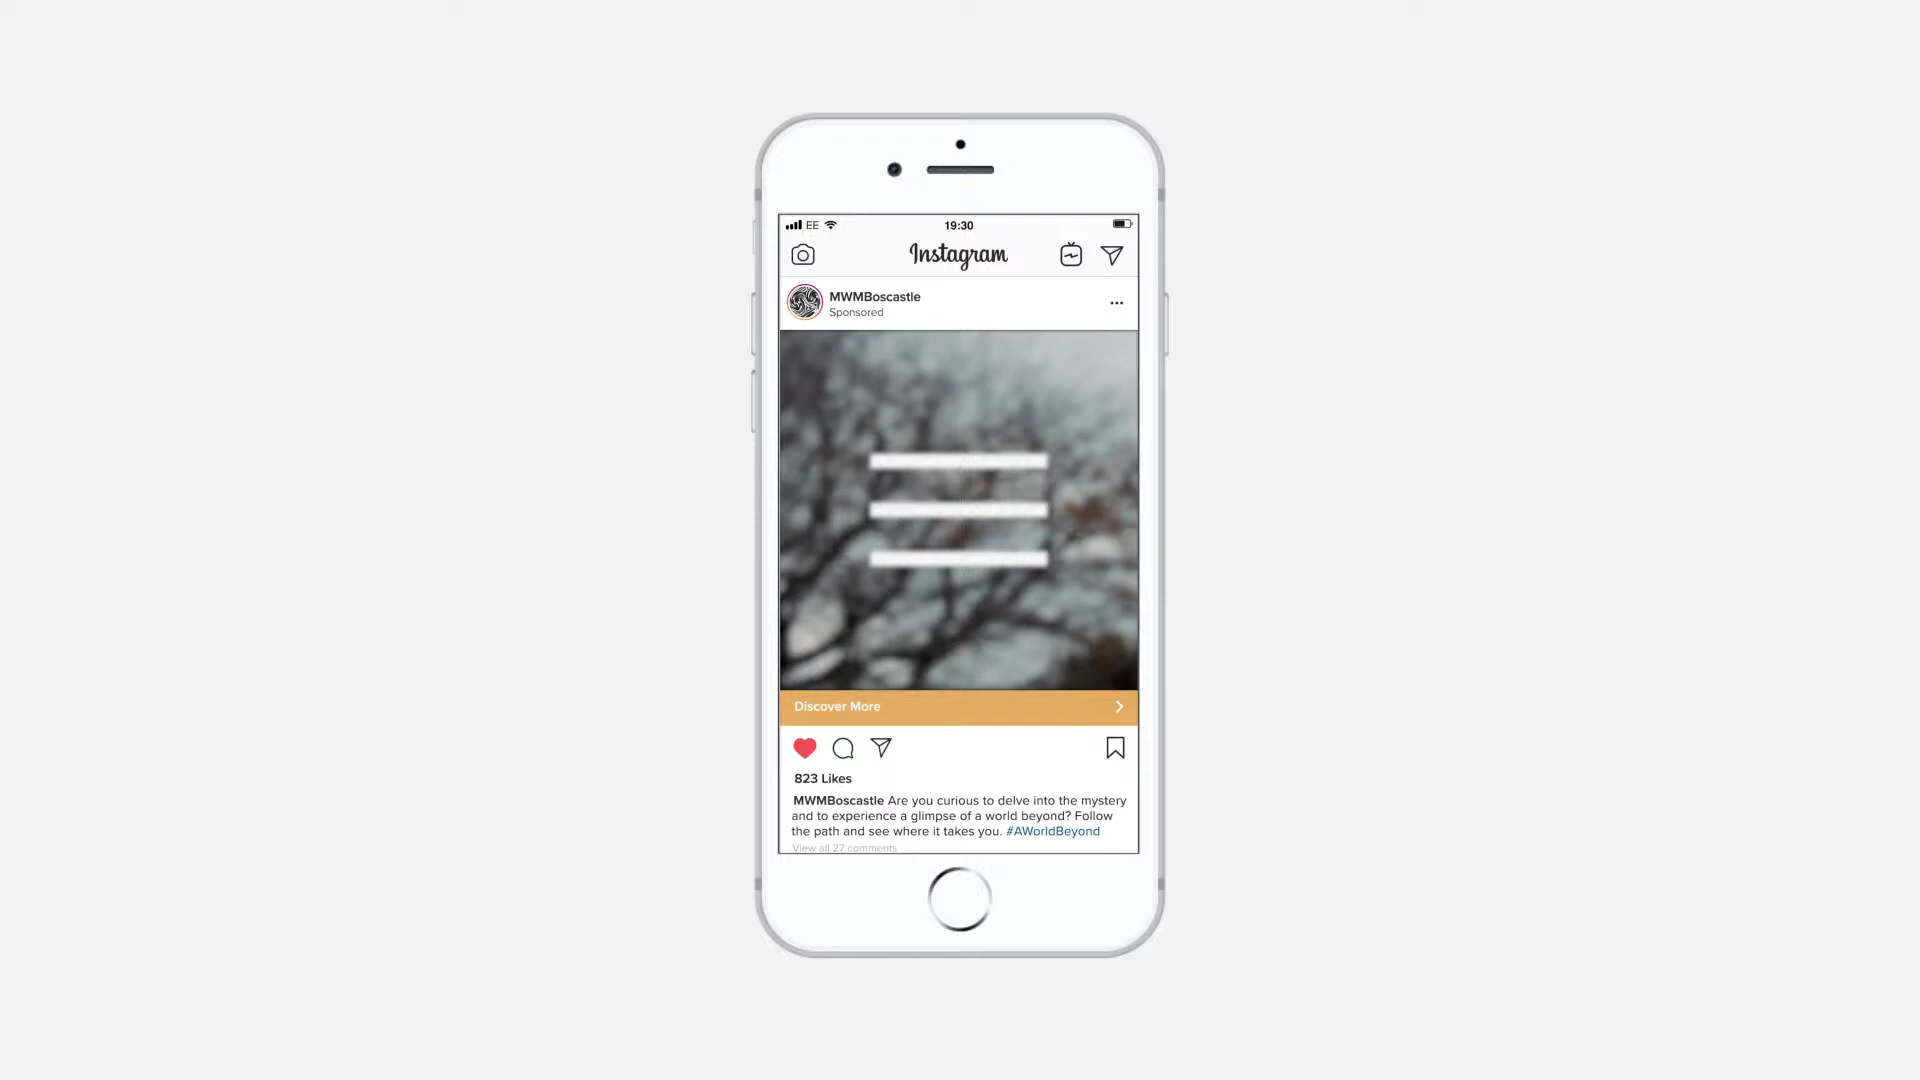 EE
19:30
Instagram
MWMBoscastle
Sponsored
Discover More
823 Likes
MWMBoscastle Are you curious to delve into the mystery
and to experience a glimpse of a world beyond? Follow
the path and see where it takes you. #AWorldBeyond
View all 27 comments